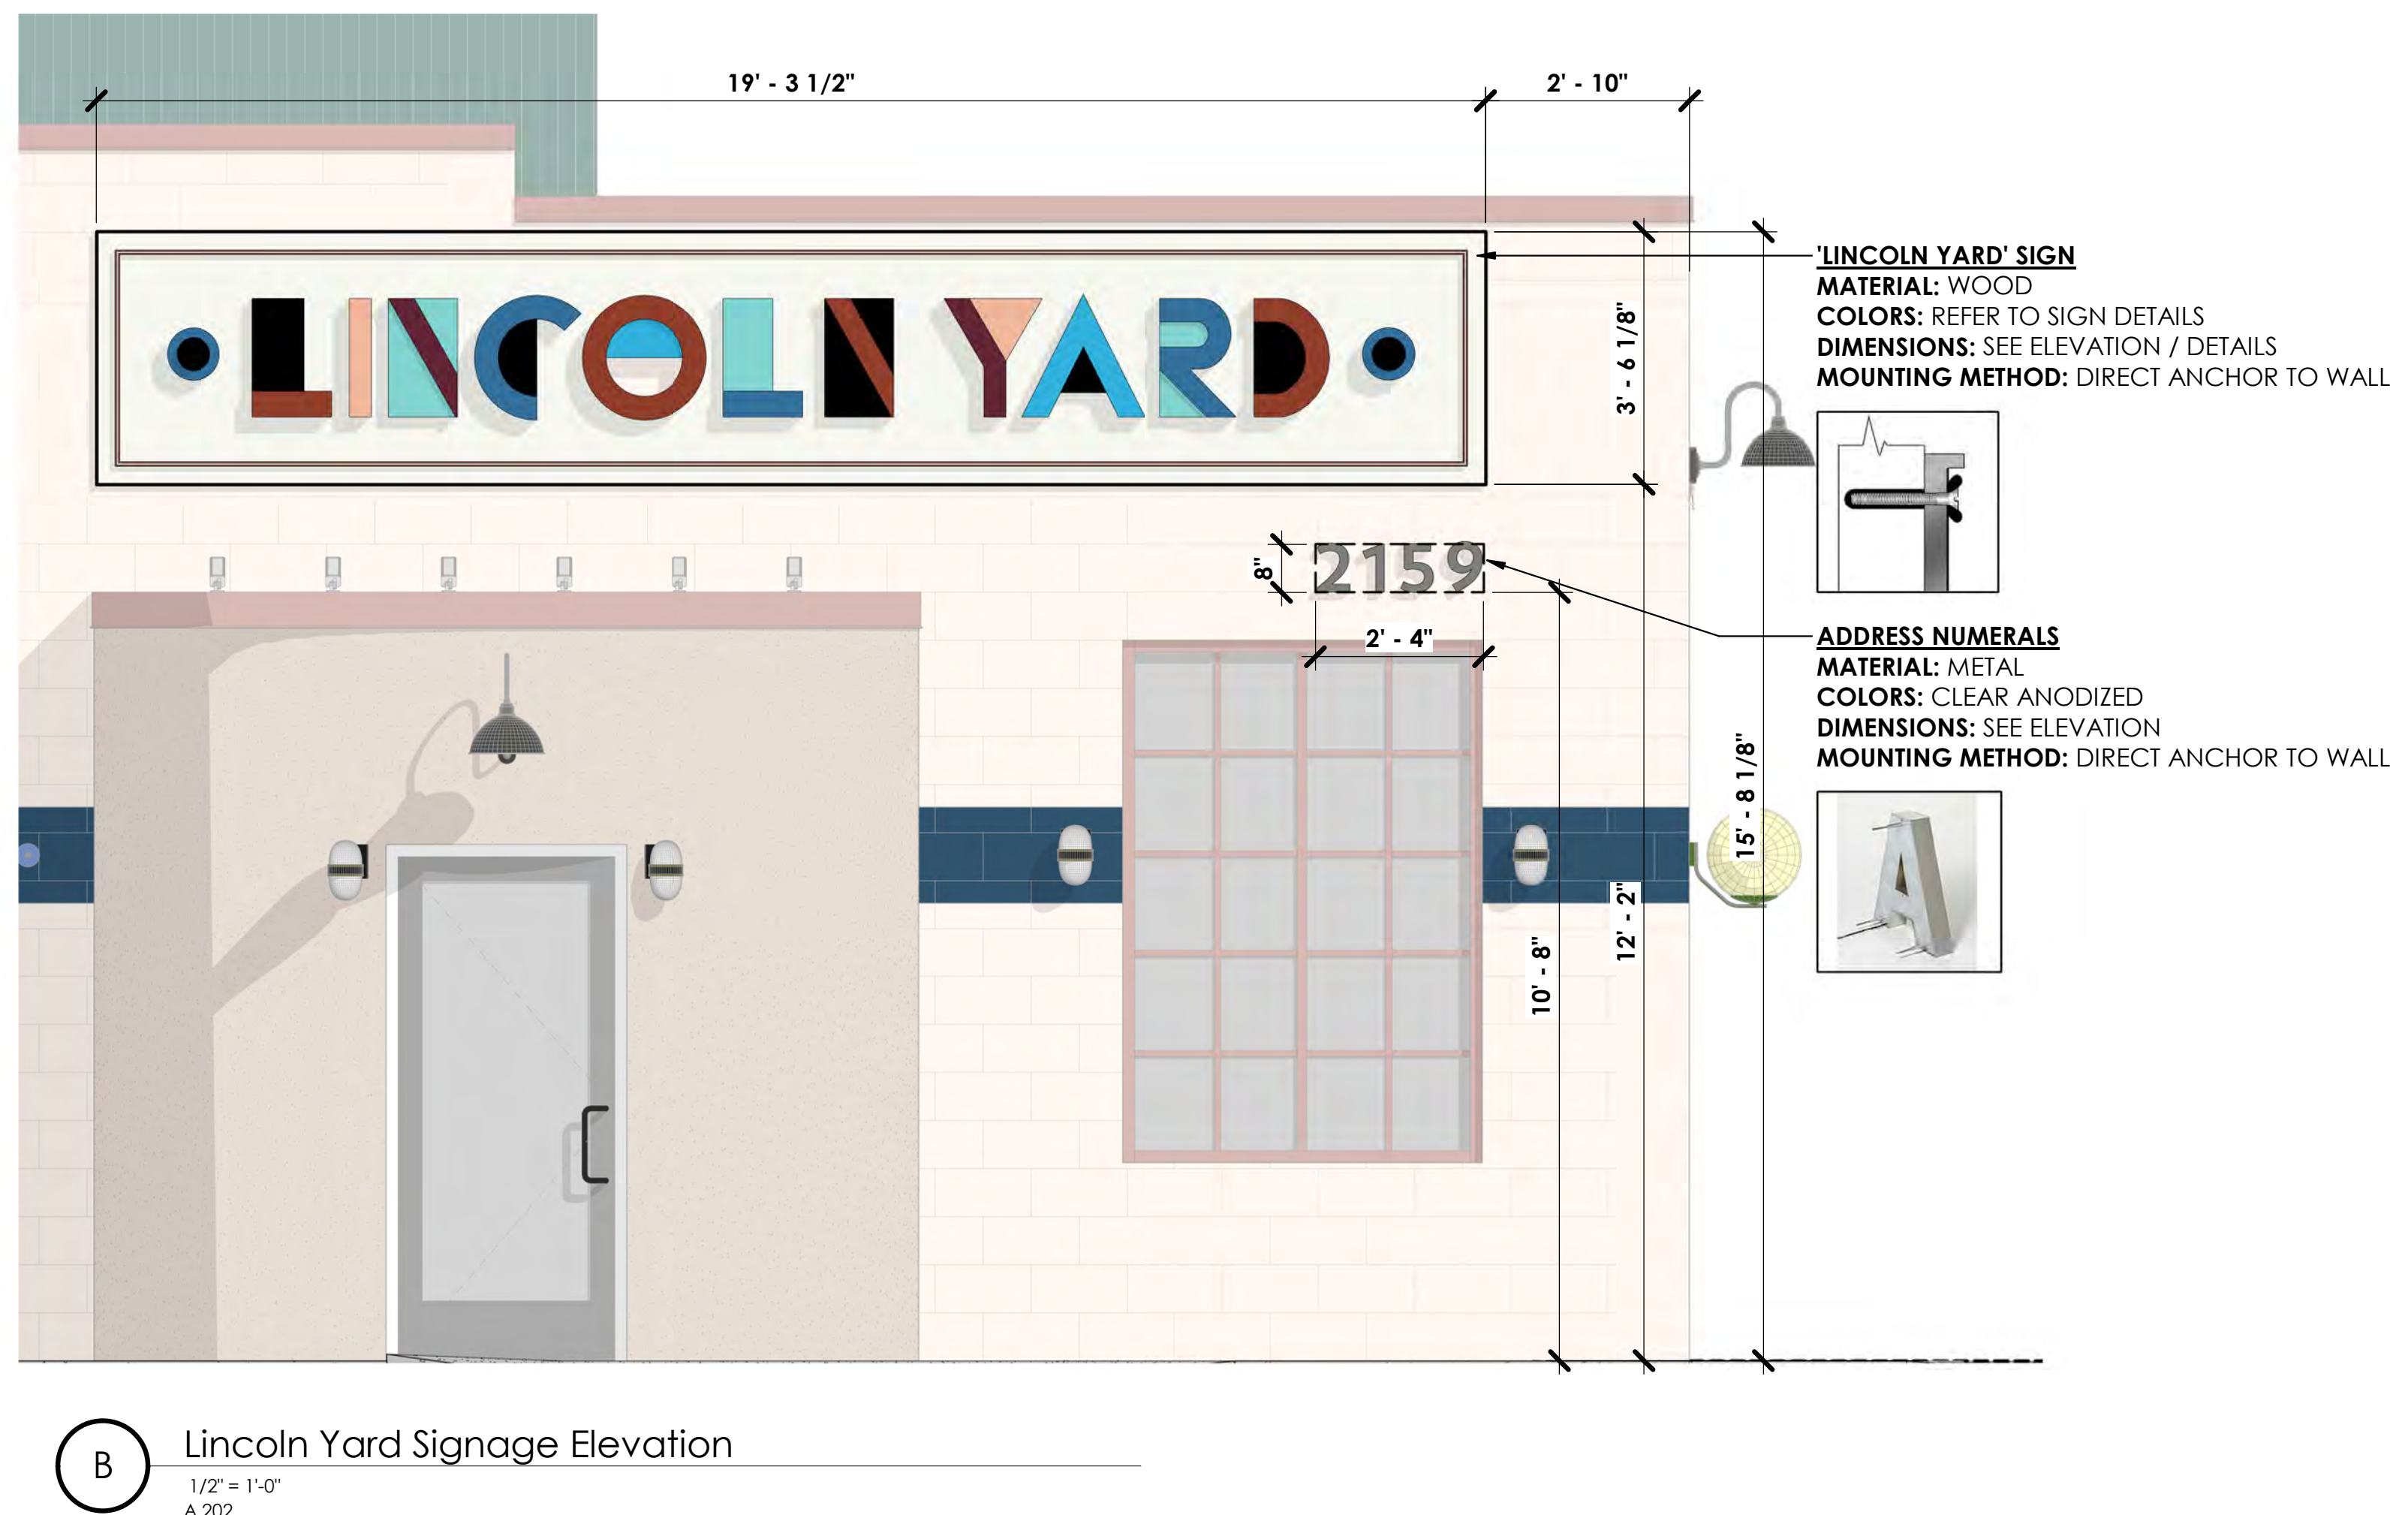 19' - 3 1/2"
2' - 10"
LINCOLN YARD
3' - 6 1/8"
'LINCOLN YARD' SIGN
MATERIAL: WOOD
COLORS: REFER TO SIGN DETAILS
DIMENSIONS: SEE ELEVATION / DETAILS
MOUNTING METHOD: DIRECT ANCHOR TO WALL
8"
2159
2' - 4"
ADDRESS NUMERALS
MATERIAL: METAL
COLORS: CLEAR ANODIZED
DIMENSIONS: SEE ELEVATION
MOUNTING METHOD: DIRECT ANCHOR TO WALL
15' - 8 1/8"
12' - 2"
10' - 8"
A
B
Lincoln Yard Signage Elevation
1/2" = 1'-0"
A 202